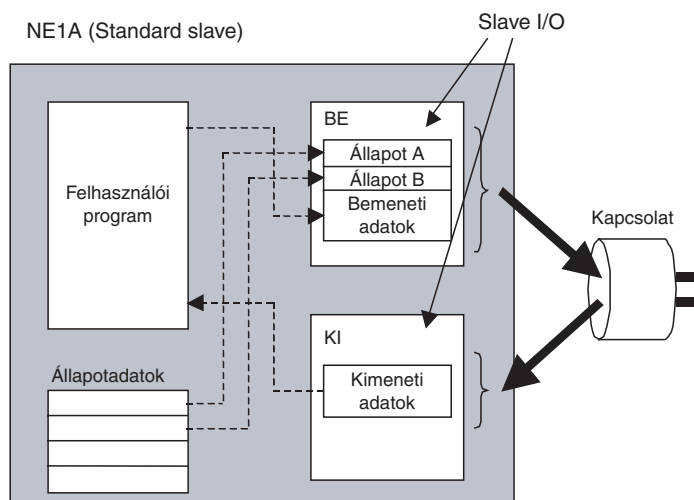 NE1A (Standard slave)
Slave I/O
BE
Állapot A
Állapot B
Bemeneti
adatok
Felhasználói
program
Kapcsolat
KI
Kimeneti
adatok
Állapotadatok